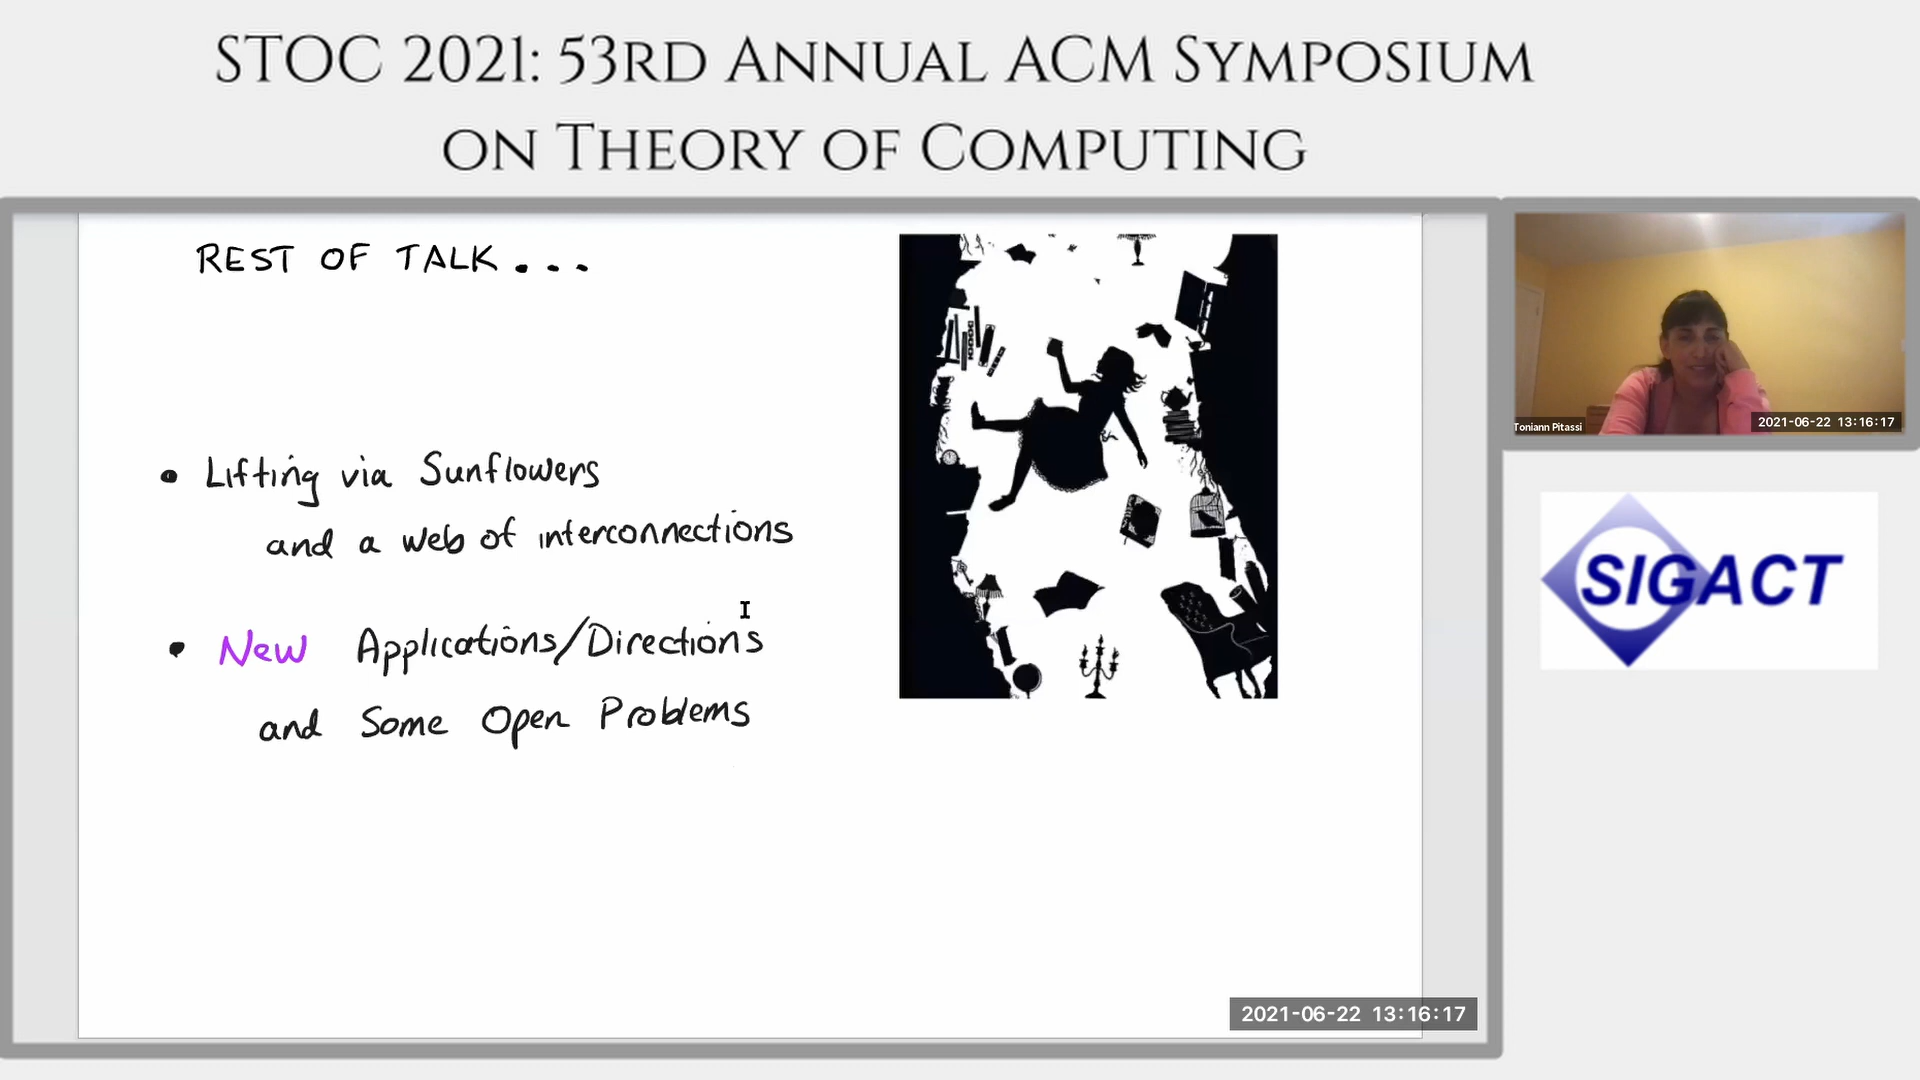 STOC 2021: 53RD ANNUAL ACM SYMPOSIUM
ON THEORY OF COMPUTING
REST OF TALK...
• Lifting via Sunflowers
and a web of interconnections
• New Applications/Directions
and Some Open Problems
2021-06-22 13:16:17
Toniann Pitassi
2021-06-22 13:16:17
SIGACT